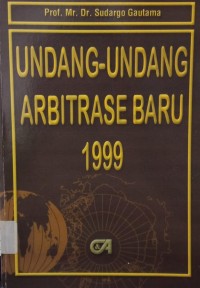 Prof. Mr. Dr. Sudargo Gautama
UNDANG-UNDANG
ARBITRASE BARU
1999